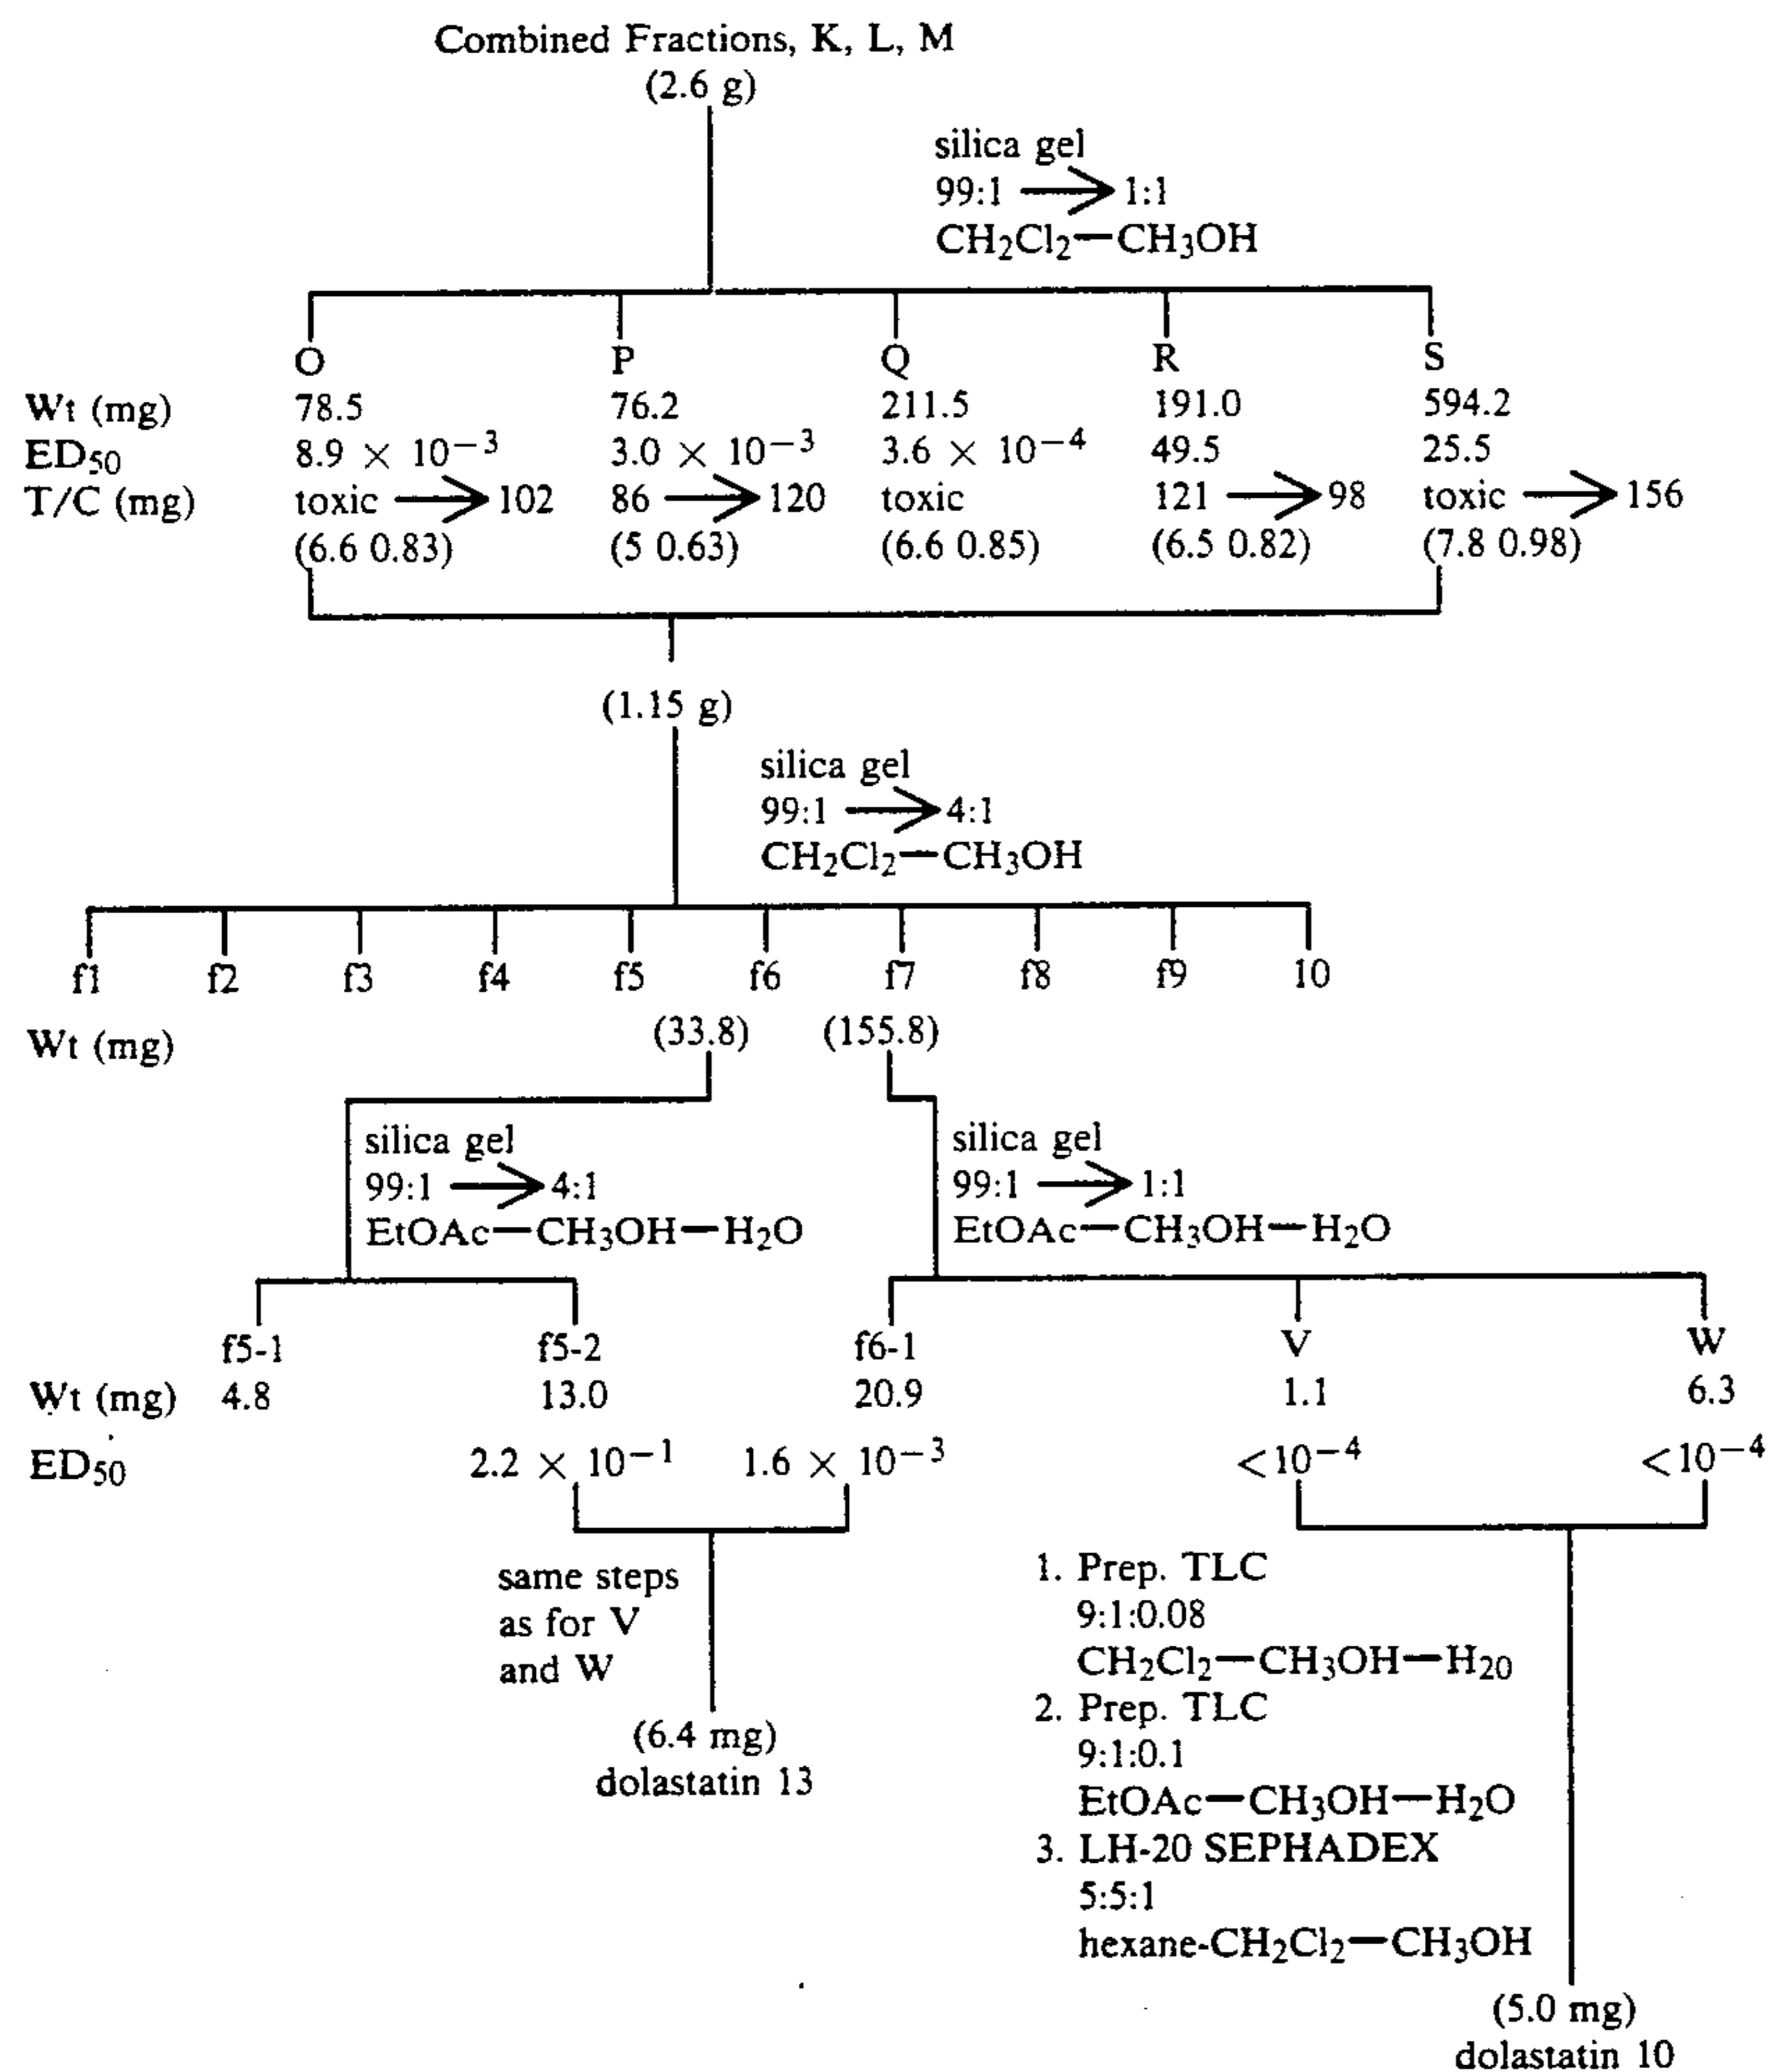 Combined Fractions, K, L, M
(2.6 g)
silica gel
99:1 → 1:1
CH₂Cl₂—CH₃OH
O P Q R S
Wt (mg) 78.5 76.2 211.5 191.0 594.2
ED₅₀ 8.9 × 10⁻³ 3.0 × 10⁻³ 3.6 × 10⁻⁴ 49.5 25.5
T/C (mg) toxic → 102 86 → 120 toxic 121 → 98 toxic → 156
(6.6 0.83) (5 0.63) (6.6 0.85) (6.5 0.82) (7.8 0.98)
(1.15 g)
silica gel
99:1 → 4:1
CH₂Cl₂—CH₃OH
f1 f2 f3 f4 f5 f6 f7 f8 f9 10
Wt (mg) (33.8) (155.8)
silica gel
99:1 → 4:1
EtOAc—CH₃OH—H₂O
silica gel
99:1 → 1:1
EtOAc—CH₃OH—H₂O
f5-1 f5-2 f6-1 V W
Wt (mg) 4.8 13.0 20.9 1.1 6.3
ED₅₀ 2.2 × 10⁻¹ 1.6 × 10⁻³ <10⁻⁴ <10⁻⁴
same steps
as for V
and W
(6.4 mg)
dolastatin 13
1. Prep. TLC
9:1:0.08
CH₂Cl₂—CH₃OH—H₂₀
2. Prep. TLC
9:1:0.1
EtOAc—CH₃OH—H₂O
3. LH-20 SEPHADEX
5:5:1
hexane-CH₂Cl₂—CH₃OH
(5.0 mg)
dolastatin 10